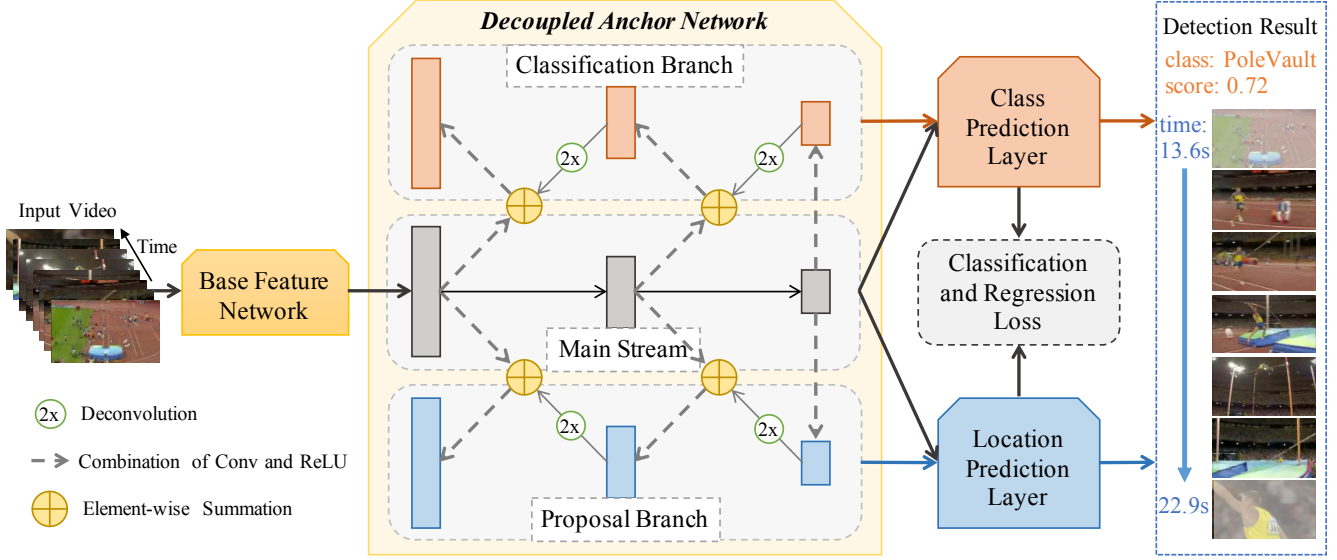 Decoupled Anchor Network
Classification Branch
2x
2x
Input Video
Time
Base Feature
Network
Main Stream
2x
Deconvolution
Combination of Conv and ReLU
Element-wise Summation
2x
2x
Proposal Branch
Class
Prediction
Layer
Classification
and Regression
Loss
Location
Prediction
Layer
Detection Result
class: PoleVault
score: 0.72
time:
13.6s
22.9s